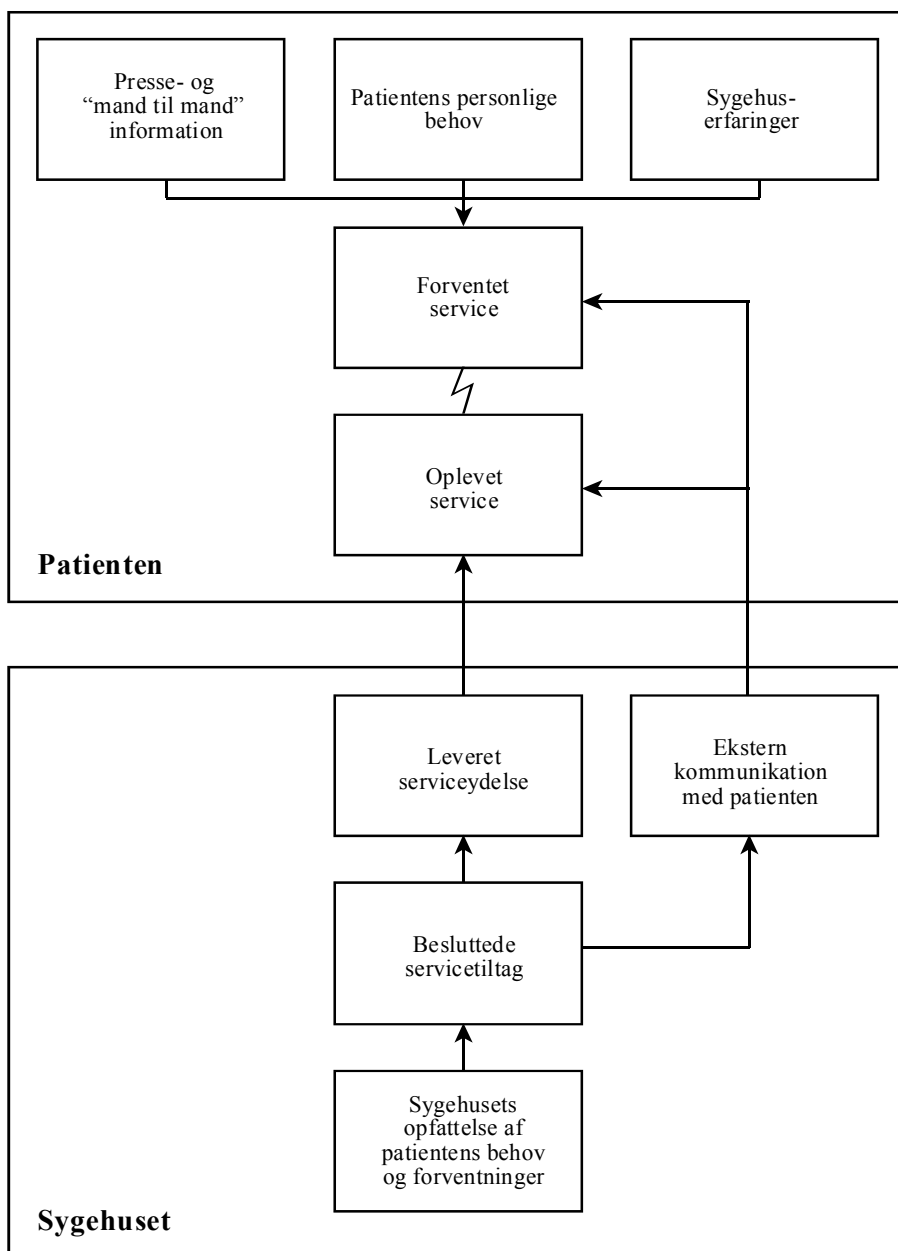 Presse- og
“mand til mand”
information
Patientens personlige
behov
Sygehus-
erfaringer
Forventet
service
Oplevet
service
Patienten
Leveret
serviceydelse
Ekstern
kommunikation
med patienten
Besluttede
servicetiltag
Sygehusets
opfattelse af
patientens behov
og forventninger
Sygehuset